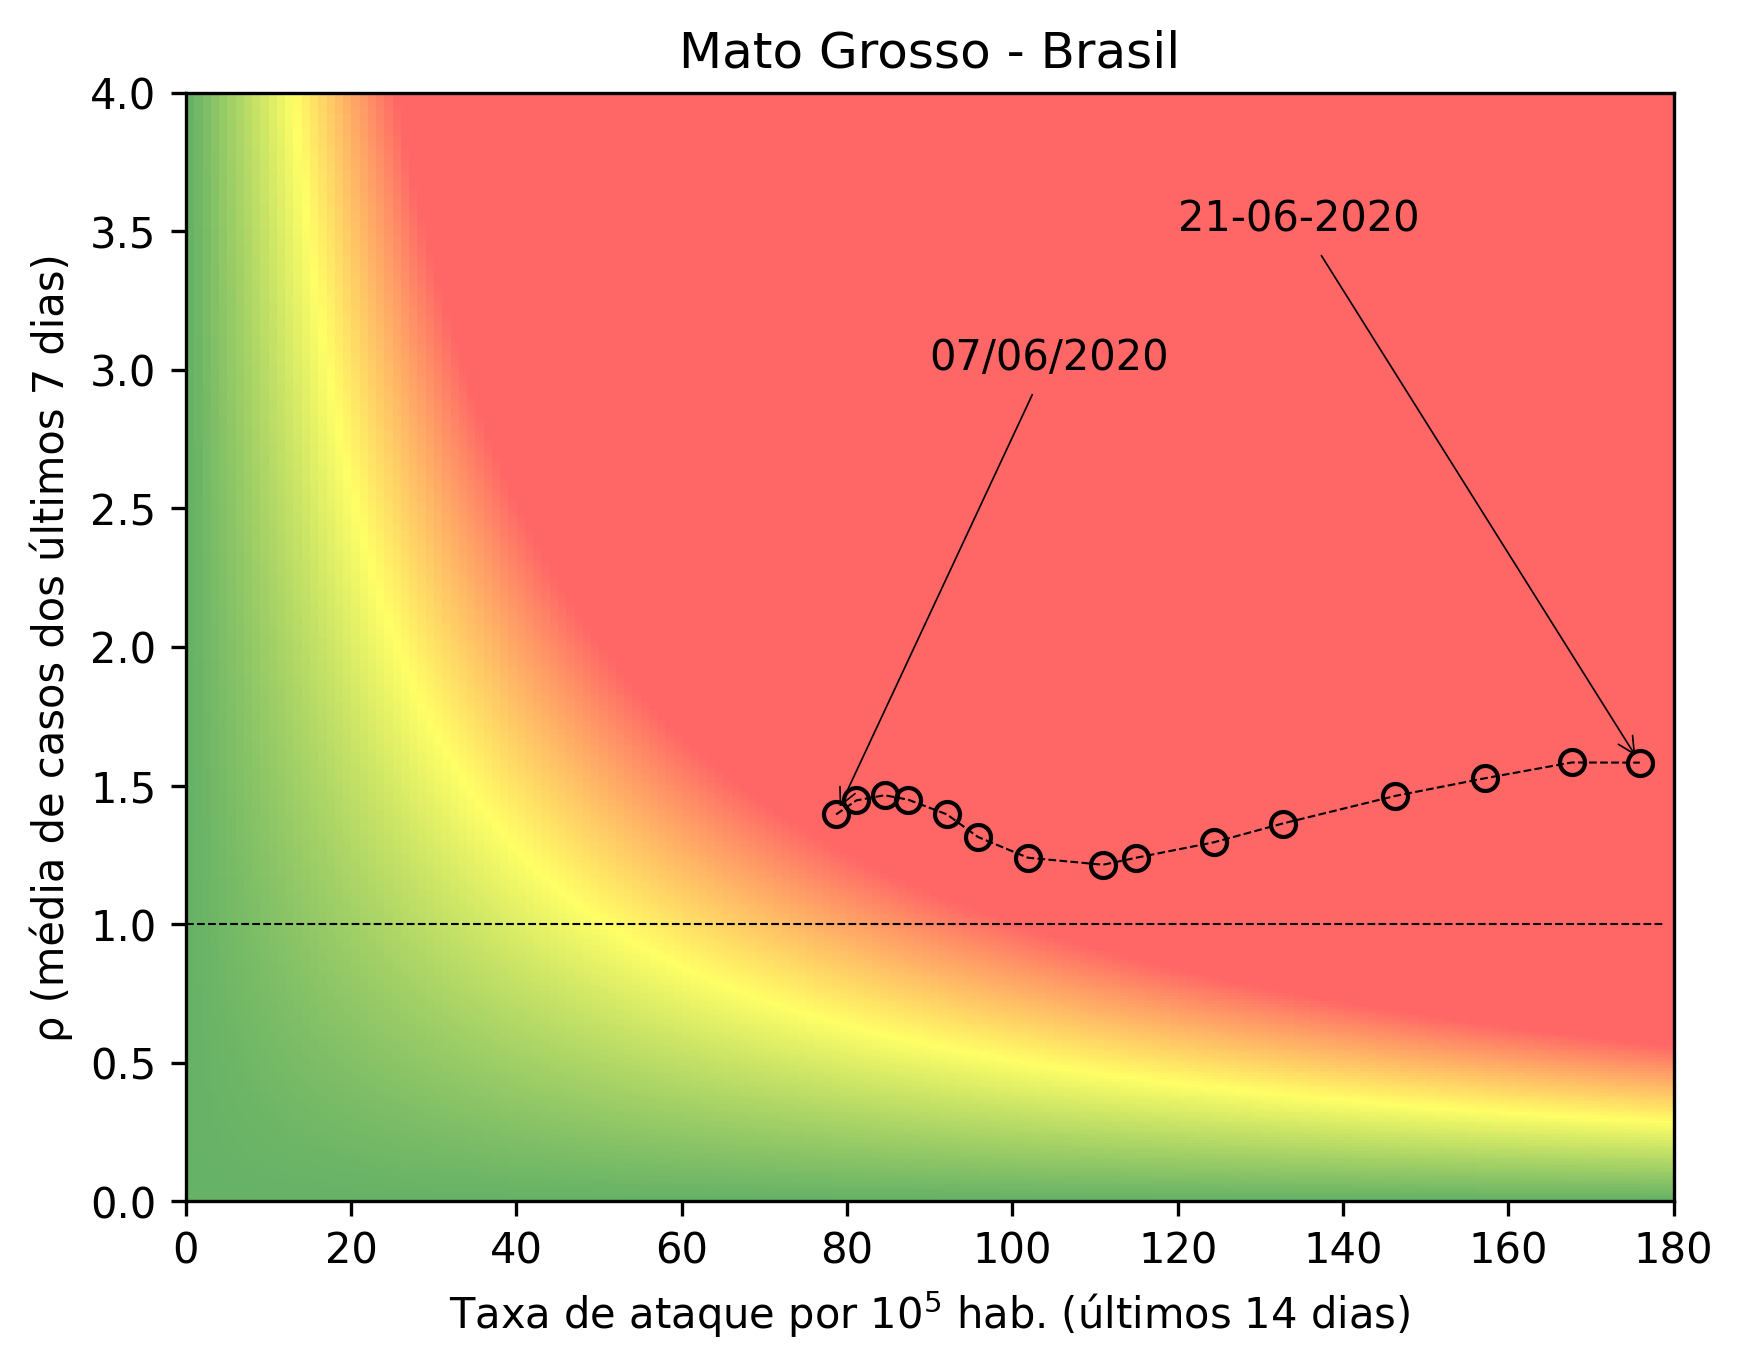 Mato Grosso - Brasil
4.0
3.5
3.0
2.5
2.0
1.5
1.0
0.5
0.0
ρ (média de casos dos últimos 7 dias)
21-06-2020
07/06/2020
0 20 40 60 80 100 120 140 160 180
Taxa de ataque por 10⁵ hab. (últimos 14 dias)